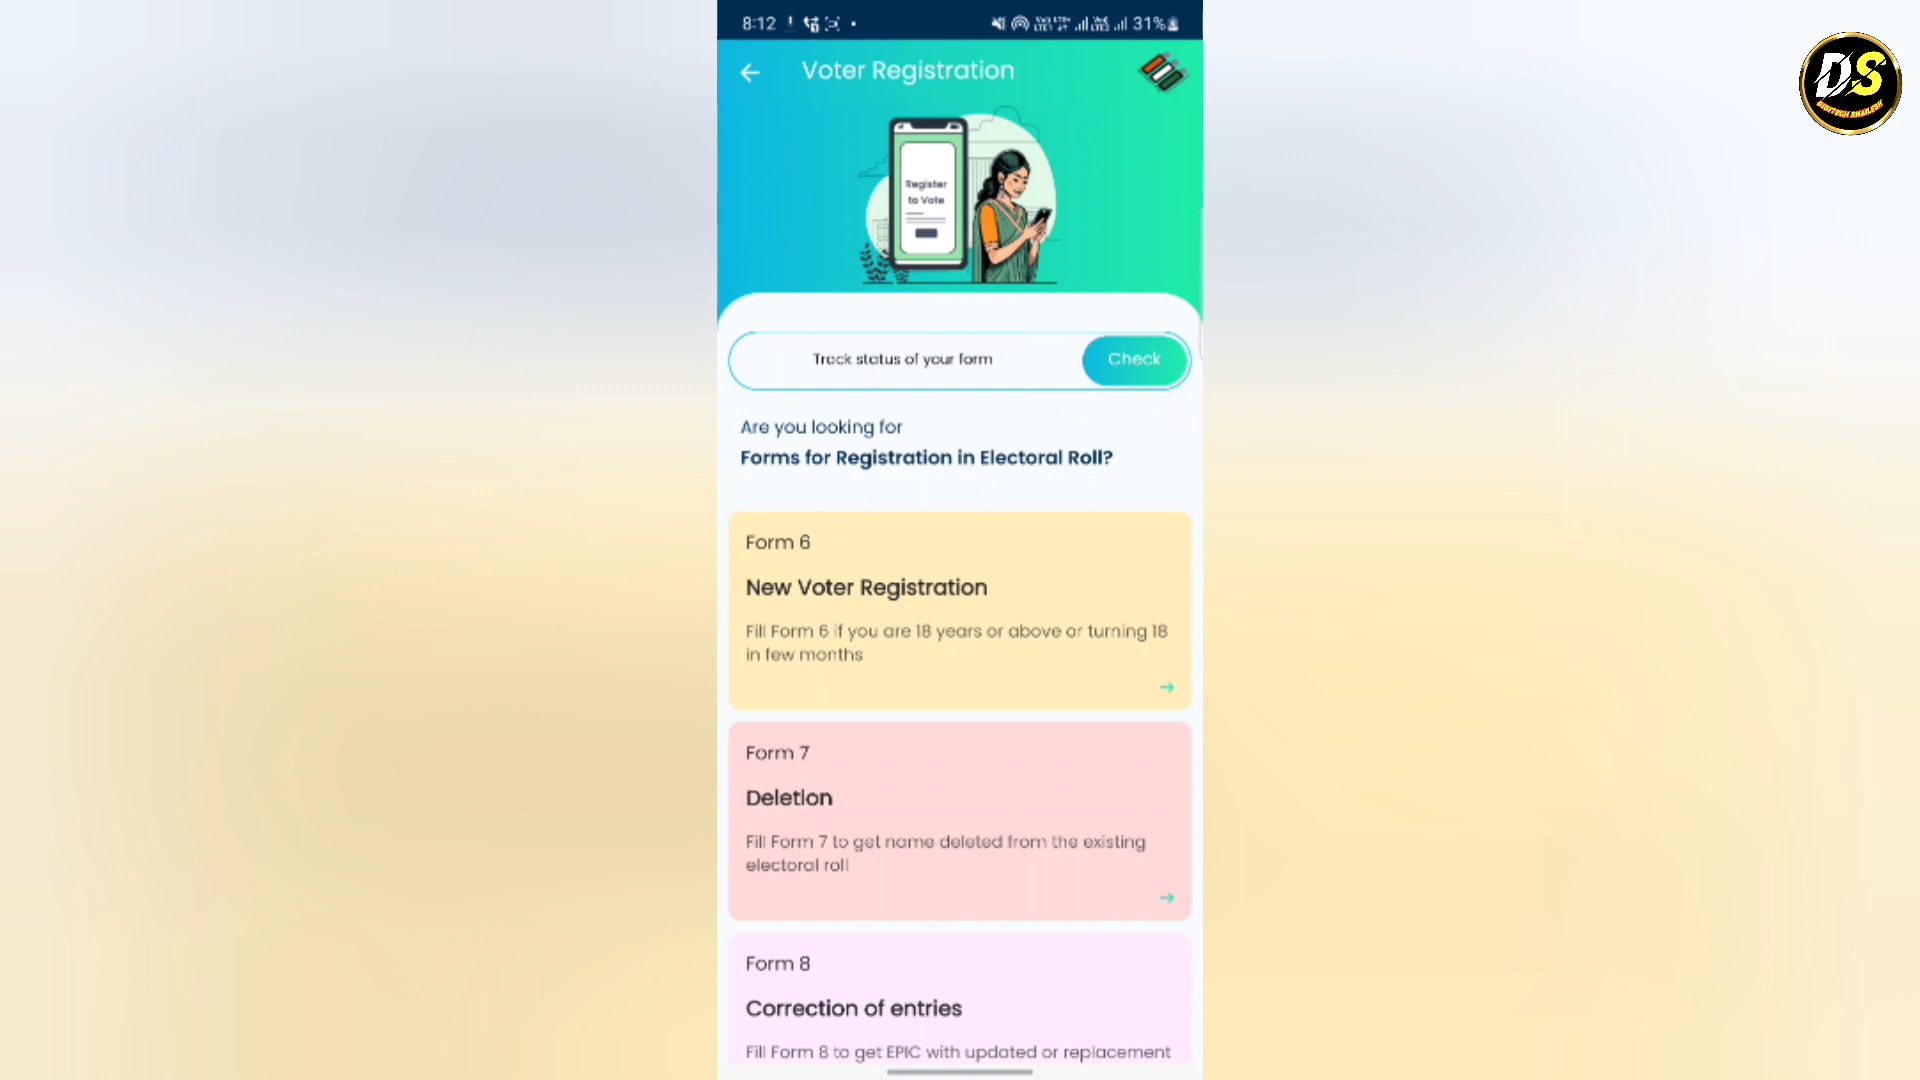 8:12
31%
DS
DIGITECH SHAILESH
Voter Registration
Register
to Vote
Track status of your form
Check
Are you looking for
Forms for Registration in Electoral Roll?
Form 6
New Voter Registration
Fill Form 6 if you are 18 years or above or turning 18
in few months
Form 7
Deletion
Fill Form 7 to get name deleted from the existing
electoral roll
Form 8
Correction of entries
Fill Form 8 to get EPIC with updated or replacement